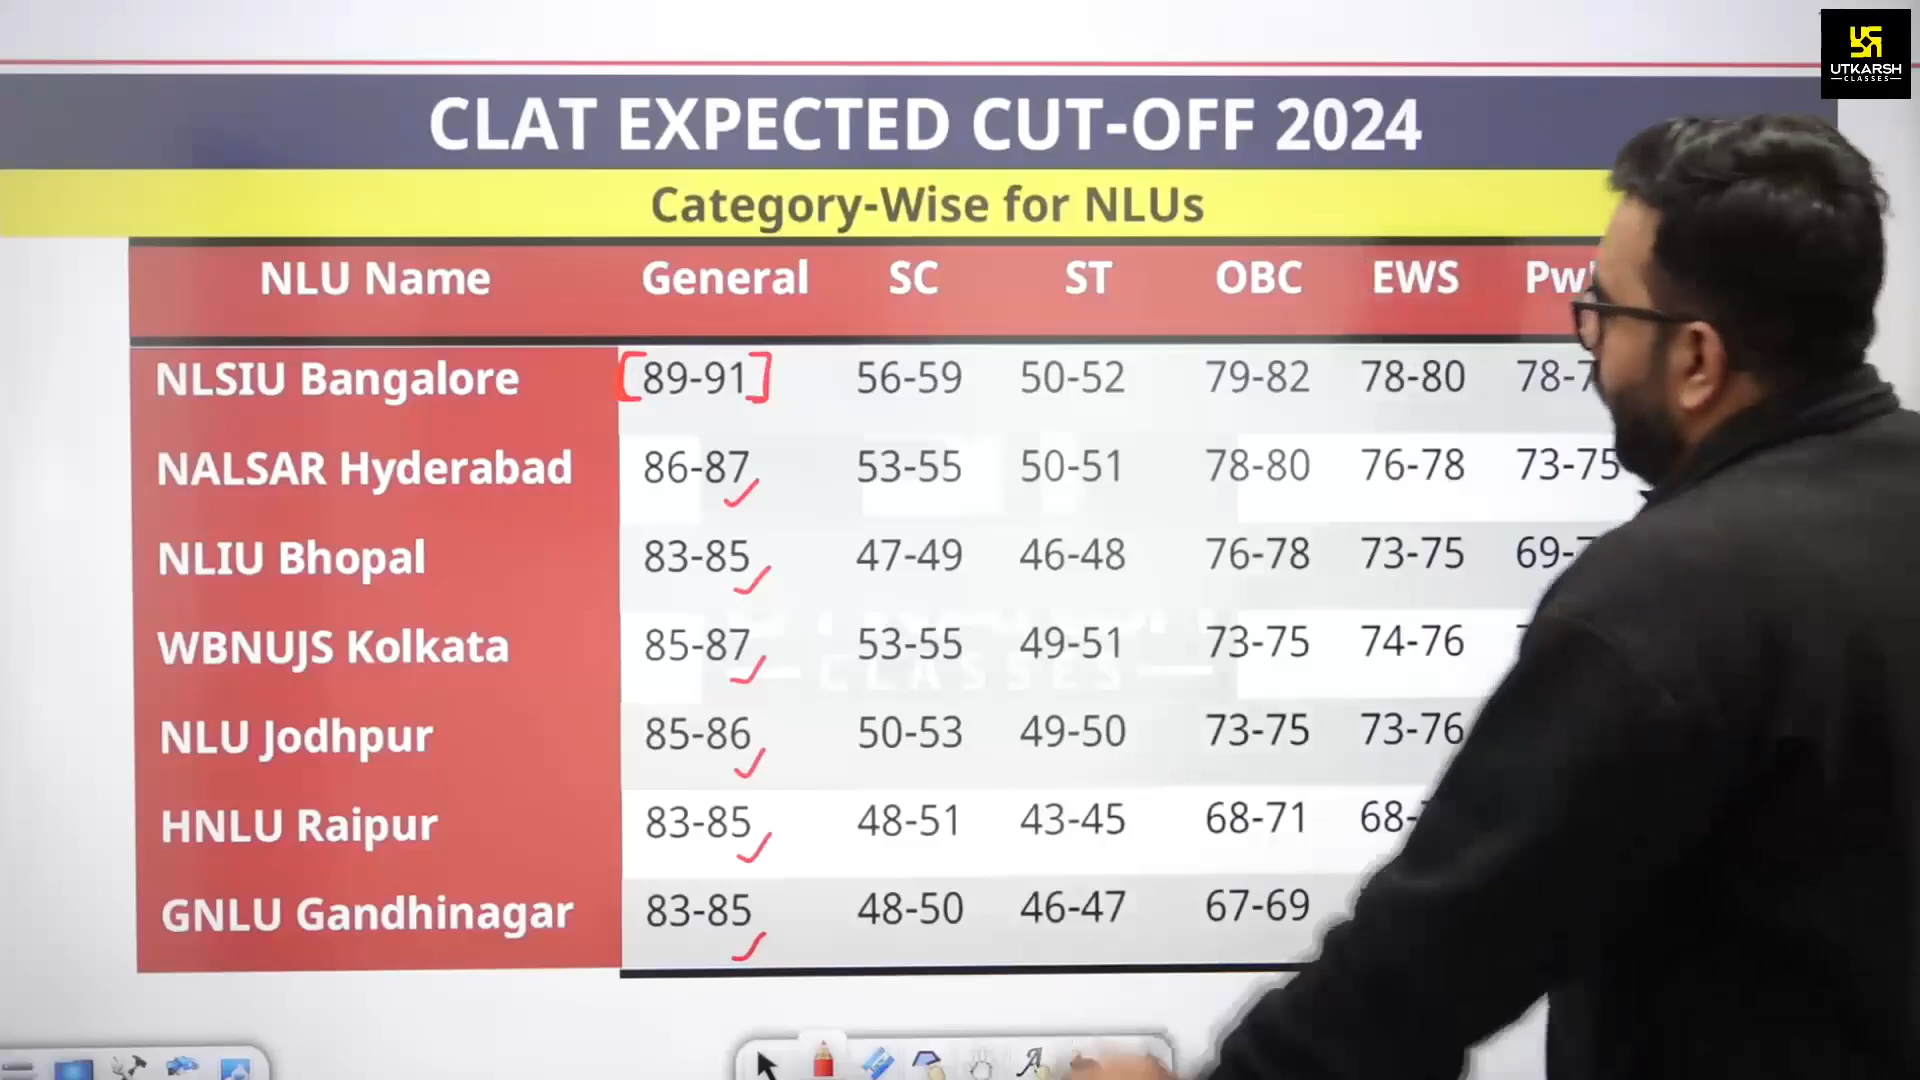 UTKARSH
CLASSES
CLAT EXPECTED CUT-OFF 2024
Category-Wise for NLUs
NLU Name General SC ST OBC EWS
NLSIU Bangalore 89-91 56-59 50-52 79-82 78-80
NALSAR Hyderabad 86-87 53-55 50-51 78-80 76-78 73-75
NLIU Bhopal 83-85 47-49 46-48 76-78 73-75
WBNUJS Kolkata 85-87 53-55 49-51 73-75 74-76
CLASSES
NLU Jodhpur 85-86 50-53 49-50 73-75 73-76
HNLU Raipur 83-85 48-51 43-45 68-71
GNLU Gandhinagar 83-85 48-50 46-47 67-69